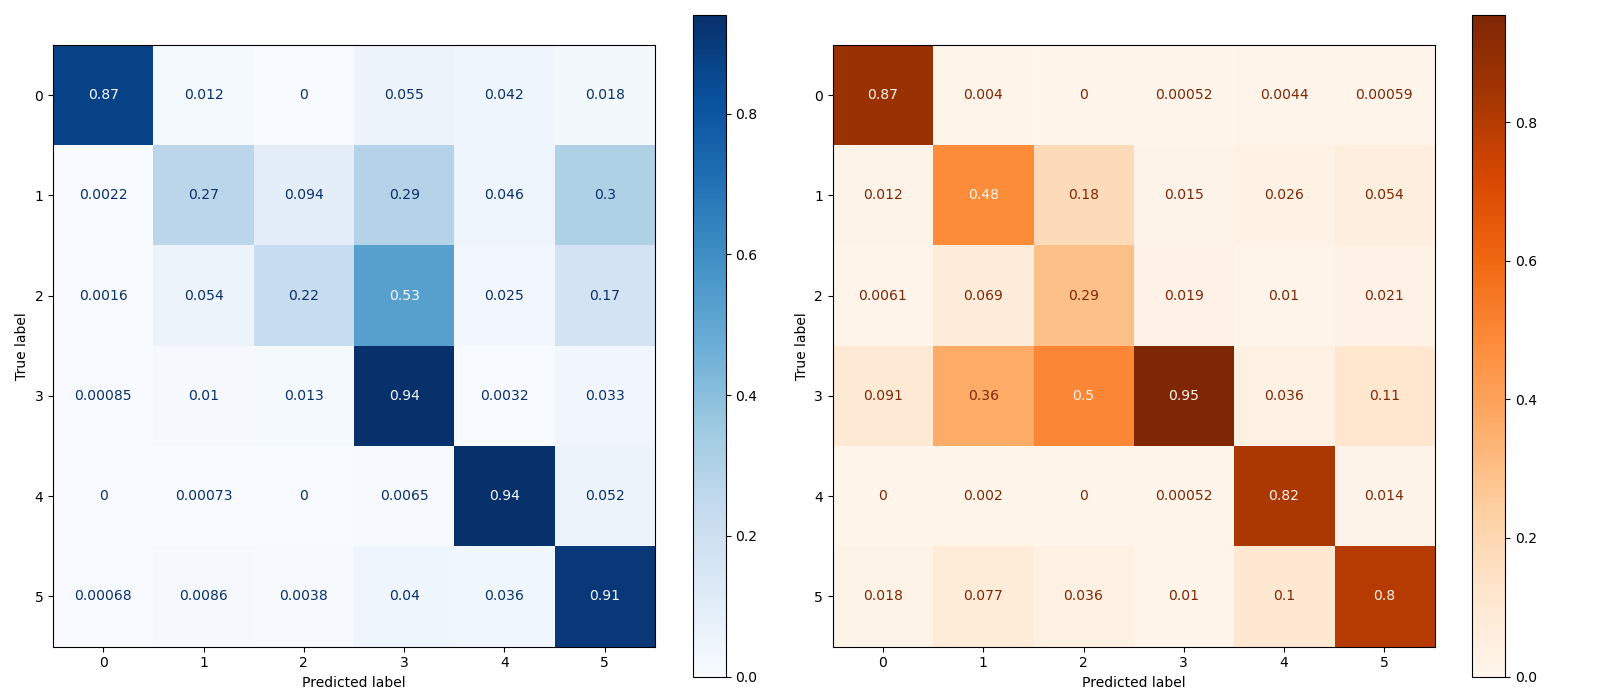 0 0.87 0.012 0 0.055 0.042 0.018
1 0.0022 0.27 0.094 0.29 0.046 0.3
2 0.0016 0.054 0.22 0.53 0.025 0.17
3 0.00085 0.01 0.013 0.94 0.0032 0.033
4 0 0.00073 0 0.0065 0.94 0.052
5 0.00068 0.0086 0.0038 0.04 0.036 0.91
0 1 2 3 4 5
True label
Predicted label
0.8
0.6
0.4
0.2
0.0
0 0.87 0.004 0 0.00052 0.0044 0.00059
1 0.012 0.48 0.18 0.015 0.026 0.054
2 0.0061 0.069 0.29 0.019 0.01 0.021
3 0.091 0.36 0.5 0.95 0.036 0.11
4 0 0.002 0 0.00052 0.82 0.014
5 0.018 0.077 0.036 0.01 0.1 0.8
0 1 2 3 4 5
True label
Predicted label
0.8
0.6
0.4
0.2
0.0